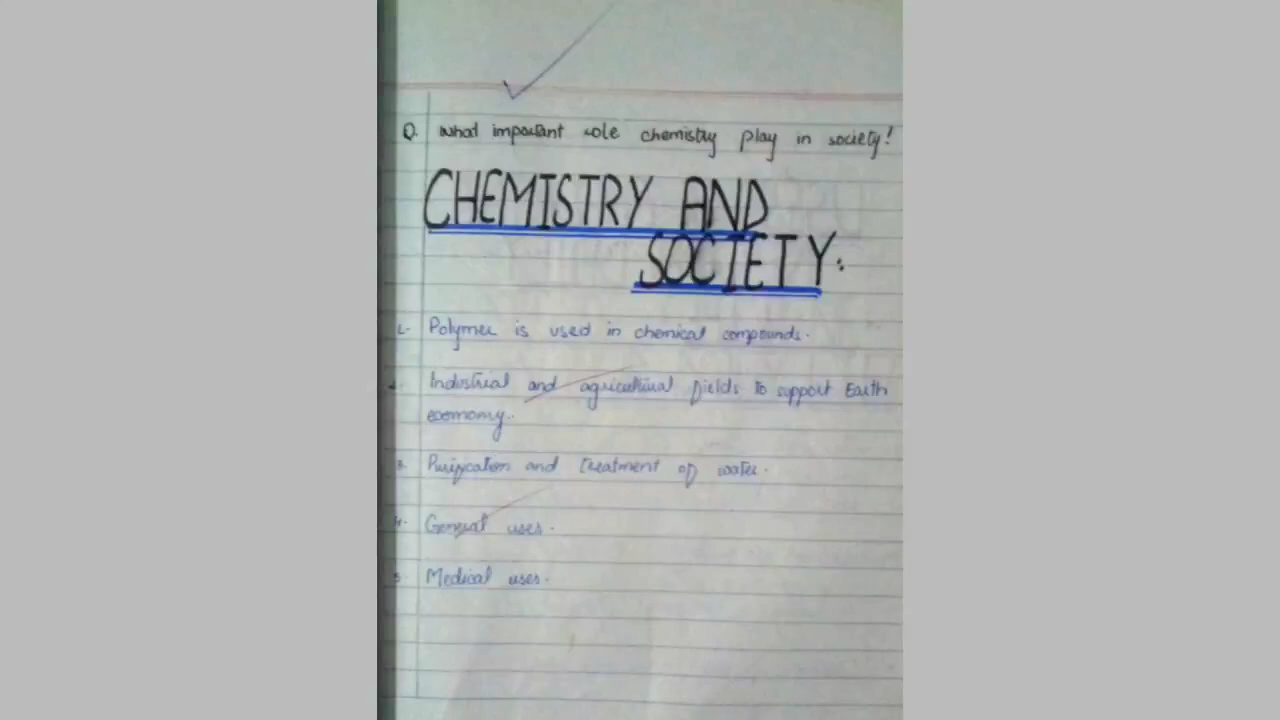 Q. What important role chemistry play in society!
CHEMISTRY AND
SOCIETY:
1- Polymer is used in chemical compounds.
2. Industrial and agricultural fields to support Earth
economy.
3. Purification and treatment of water.
4. General uses.
5. Medical uses.